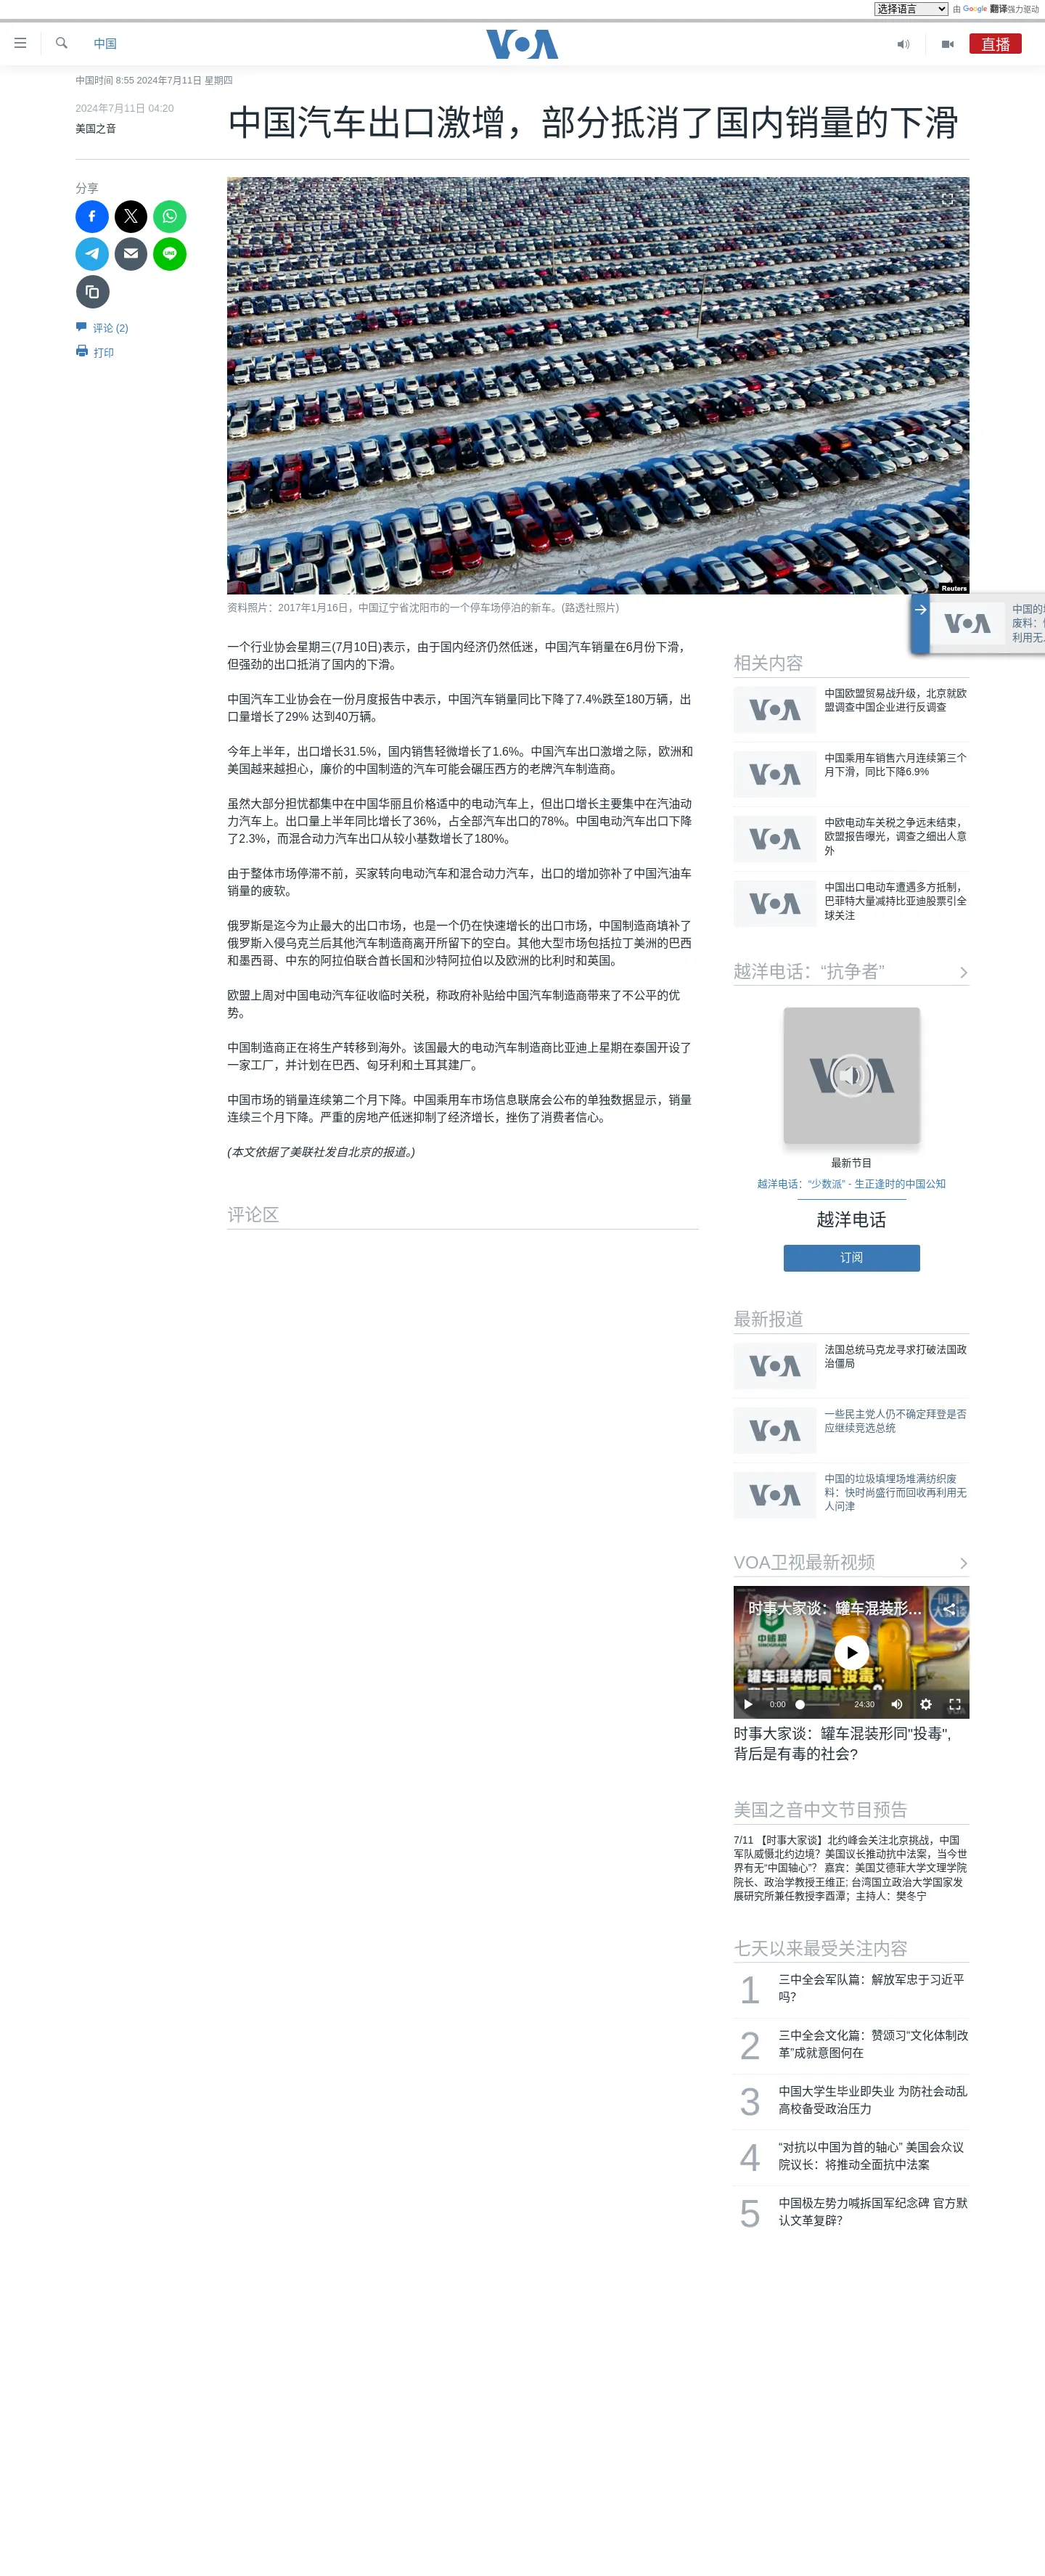 选择语言
由 Google 翻译强力驱动
中国
VOA
直播
中国时间 8:55 2024年7月11日 星期四
2024年7月11日 04:20
美国之音
中国汽车出口激增，部分抵消了国内销量的下滑
分享
评论 (2)
打印
Reuters
资料照片：2017年1月16日，中国辽宁省沈阳市的一个停车场停泊的新车。(路透社照片)
一个行业协会星期三(7月10日)表示，由于国内经济仍然低迷，中国汽车销量在6月份下滑，
但强劲的出口抵消了国内的下滑。
中国汽车工业协会在一份月度报告中表示，中国汽车销量同比下降了7.4%跌至180万辆，出
口量增长了29% 达到40万辆。
今年上半年，出口增长31.5%，国内销售轻微增长了1.6%。中国汽车出口激增之际，欧洲和
美国越来越担心，廉价的中国制造的汽车可能会碾压西方的老牌汽车制造商。
虽然大部分担忧都集中在中国华丽且价格适中的电动汽车上，但出口增长主要集中在汽油动
力汽车上。出口量上半年同比增长了36%，占全部汽车出口的78%。中国电动汽车出口下降
了2.3%，而混合动力汽车出口从较小基数增长了180%。
由于整体市场停滞不前，买家转向电动汽车和混合动力汽车，出口的增加弥补了中国汽油车
销量的疲软。
俄罗斯是迄今为止最大的出口市场，也是一个仍在快速增长的出口市场，中国制造商填补了
俄罗斯入侵乌克兰后其他汽车制造商离开所留下的空白。其他大型市场包括拉丁美洲的巴西
和墨西哥、中东的阿拉伯联合酋长国和沙特阿拉伯以及欧洲的比利时和英国。
欧盟上周对中国电动汽车征收临时关税，称政府补贴给中国汽车制造商带来了不公平的优
势。
中国制造商正在将生产转移到海外。该国最大的电动汽车制造商比亚迪上星期在泰国开设了
一家工厂，并计划在巴西、匈牙利和土耳其建厂。
中国市场的销量连续第二个月下降。中国乘用车市场信息联席会公布的单独数据显示，销量
连续三个月下降。严重的房地产低迷抑制了经济增长，挫伤了消费者信心。
(本文依据了美联社发自北京的报道。)
评论区
VOA
中国的垃
废料：快
利用无.
相关内容
VOA
中国欧盟贸易战升级，北京就欧
盟调查中国企业进行反调查
VOA
中国乘用车销售六月连续第三个
月下滑，同比下降6.9%
VOA
中欧电动车关税之争远未结束，
欧盟报告曝光，调查之细出人意
外
VOA
中国出口电动车遭遇多方抵制，
巴菲特大量减持比亚迪股票引全
球关注
越洋电话：“抗争者”
VOA
最新节目
越洋电话：“少数派” - 生正逢时的中国公知
越洋电话
订阅
最新报道
VOA
法国总统马克龙寻求打破法国政
治僵局
VOA
一些民主党人仍不确定拜登是否
应继续竞选总统
VOA
中国的垃圾填埋场堆满纺织废
料：快时尚盛行而回收再利用无
人问津
VOA卫视最新视频
时事大家谈：罐车混装形…
时事
大家谈
中储粮
罐车混装形同“投毒”，
背后是有毒的社会？
0:00
24:30
VOA
时事大家谈：罐车混装形同"投毒"，
背后是有毒的社会?
美国之音中文节目预告
7/11 【时事大家谈】北约峰会关注北京挑战，中国
军队威慑北约边境？美国议长推动抗中法案，当今世
界有无“中国轴心”？ 嘉宾：美国艾德菲大学文理学院
院长、政治学教授王维正; 台湾国立政治大学国家发
展研究所兼任教授李酉潭；主持人：樊冬宁
七天以来最受关注内容
1
三中全会军队篇：解放军忠于习近平
吗？
2
三中全会文化篇：赞颂习“文化体制改
革”成就意图何在
3
中国大学生毕业即失业 为防社会动乱
高校备受政治压力
4
“对抗以中国为首的轴心” 美国会众议
院议长：将推动全面抗中法案
5
中国极左势力喊拆国军纪念碑 官方默
认文革复辟？